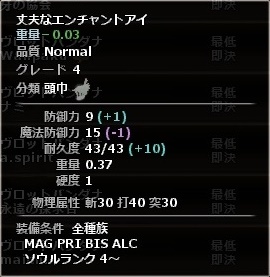 丈夫なエンチャントアイ
重量− 0.03
品質 Normal
グレード 4
分類 頭巾
防御力 9 (+1)
魔法防御力 15 (-1)
耐久度 43/43 (+10)
重量 0.37
硬度 1
物理属性 斬30 打40 突30
装備条件 全種族
MAG PRI BIS ALC
ソウルランク 4〜
最低
即決
最低
即決
最低
即決
最低
即決